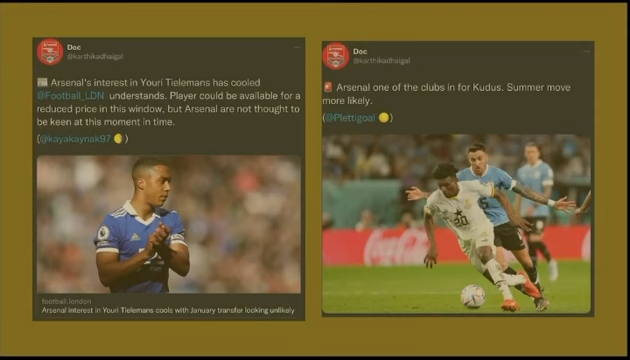 Doc
@karthikadhaigal
Arsenal's interest in Youri Tielemans has cooled
@Football_LDN understands. Player could be available for a
reduced price in this window, but Arsenal are not thought to
be keen at this moment in time.
(@kayakaynak97 )
football.london
Arsenal interest in Youri Tielemans cools with January transfer looking unlikely
Doc
@karthikadhaigal
Arsenal one of the clubs in for Kudus. Summer move
more likely.
(@Plettigoal )
Coca-Cola
20